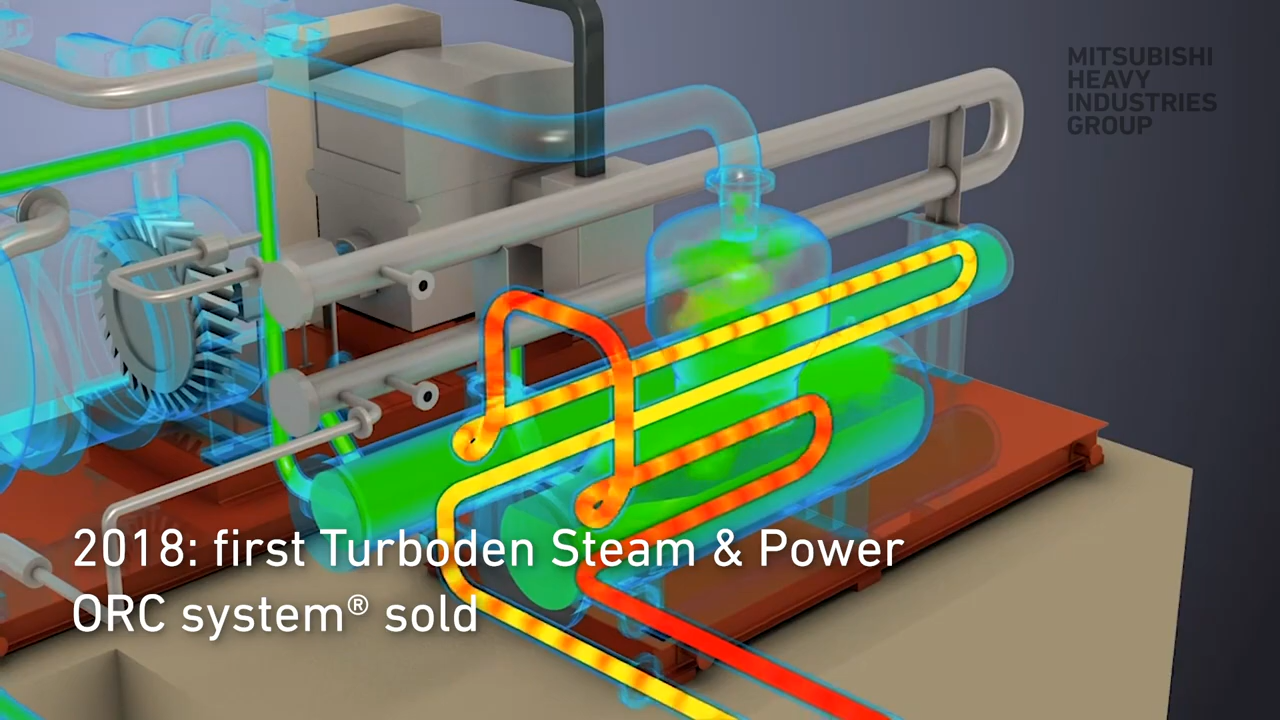 MITSUBISHI
HEAVY
INDUSTRIES
GROUP
2018: first Turboden Steam & Power
ORC system® sold